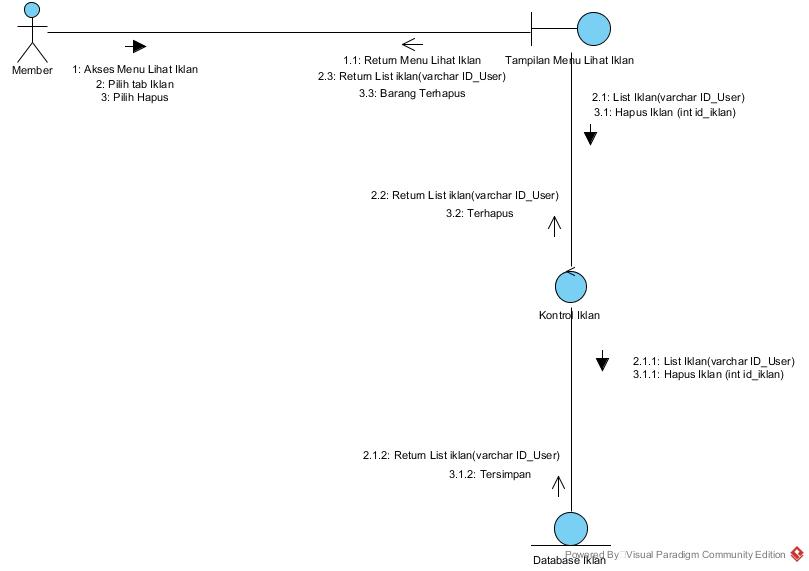 Member
1: Akses Menu Lihat Iklan
2: Pilih tab Iklan
3: Pilih Hapus
1.1: Return Menu Lihat Iklan
2.3: Return List iklan(varchar ID_User)
3.3: Barang Terhapus
Tampilan Menu Lihat Iklan
2.1: List Iklan(varchar ID_User)
3.1: Hapus Iklan (int id_iklan)
2.2: Return List iklan(varchar ID_User)
3.2: Terhapus
Kontrol Iklan
2.1.1: List Iklan(varchar ID_User)
3.1.1: Hapus Iklan (int id_iklan)
2.1.2: Return List iklan(varchar ID_User)
3.1.2: Tersimpan
Database Iklan
Powered By Visual Paradigm Community Edition